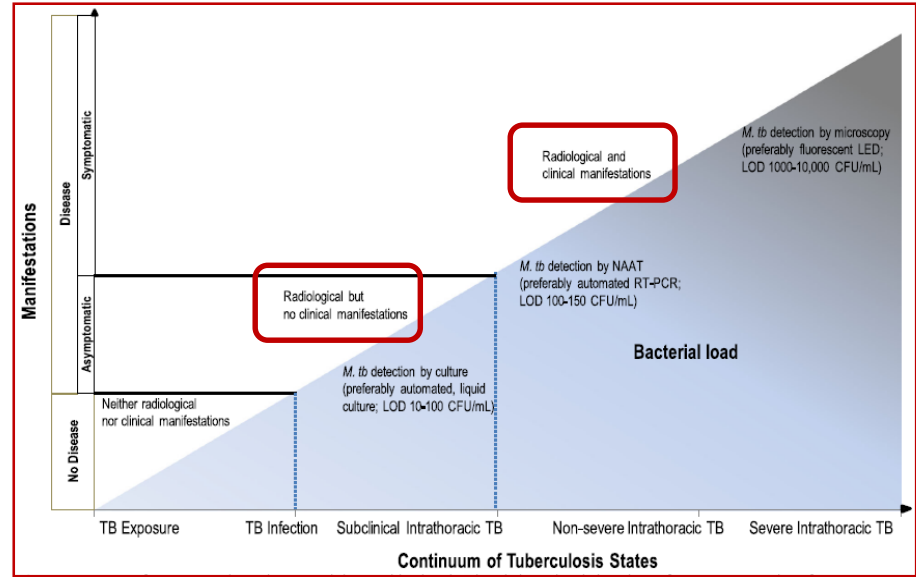 Manifestations
Disease
Symptomatic
Asymptomatic
No Disease
M. tb detection by microscopy
(preferably fluorescent LED;
LOD 1000-10,000 CFU/mL)
Radiological and
clinical manifestations
M. tb detection by NAAT
(preferably automated RT-PCR;
LOD 100-150 CFU/mL)
Radiological but
no clinical manifestations
Bacterial load
M. tb detection by culture
(preferably automated, liquid
culture; LOD 10-100 CFU/mL)
Neither radiological
nor clinical manifestations
TB Exposure
TB Infection
Subclinical Intrathoracic TB
Non-severe Intrathoracic TB
Severe Intrathoracic TB
Continuum of Tuberculosis States